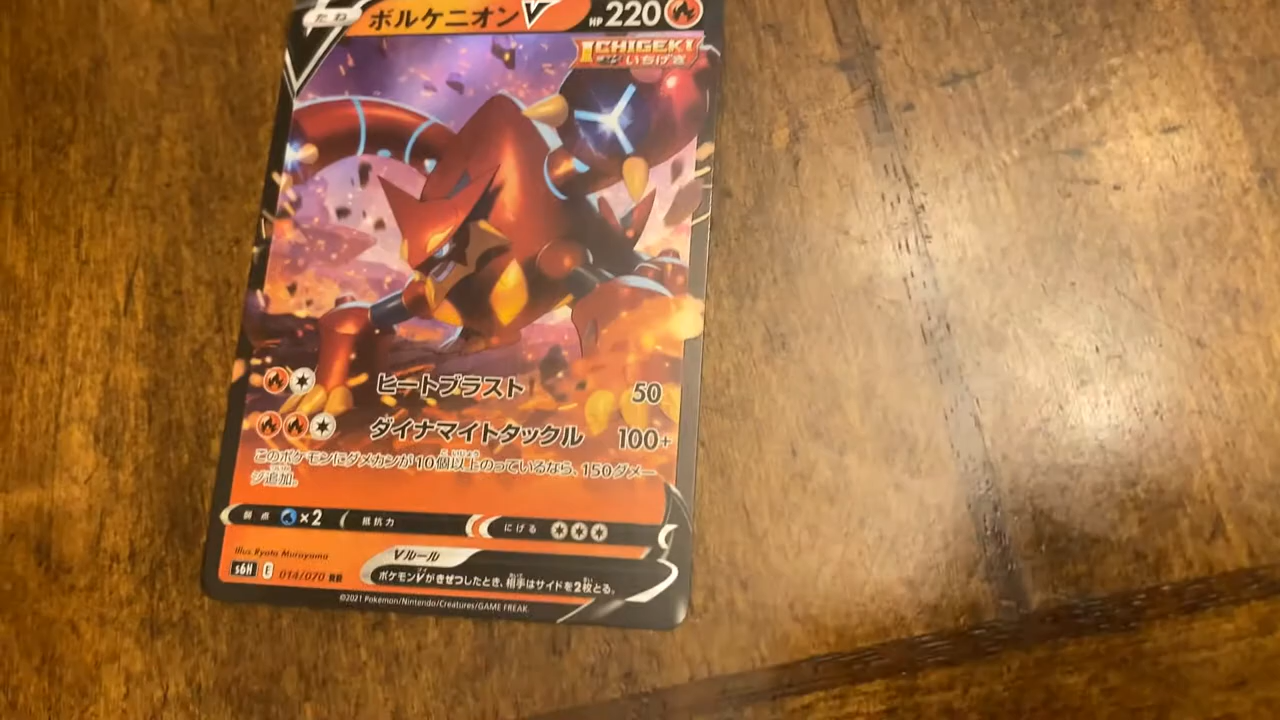 たね ボルケニオンV HP 220
ICHIGEKI
いちげき
ヒートブラスト 50
ダイナマイトタックル 100+
このポケモンにダメカンが10個以上のっているなら、150ダメー
ジ追加。
弱点 ×2 抵抗力 にげる
Illus. Ryota Murayama
Vルール
s6H E 014/070 RR
ポケモンVがきぜつしたとき、相手はサイドを2枚とる。
©2021 Pokémon/Nintendo/Creatures/GAME FREAK.